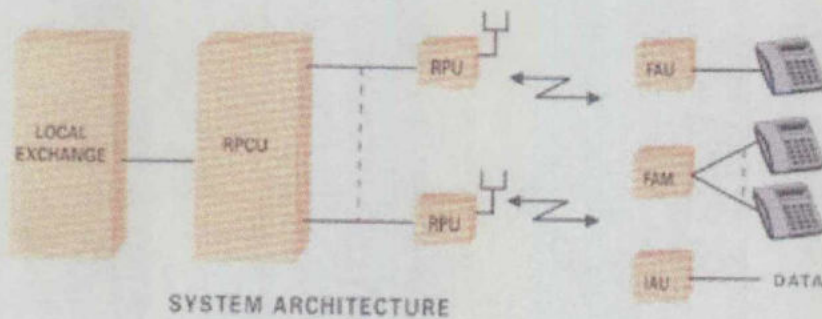 LOCAL
EXCHANGE
RPCU
RPU
RPU
FAU
FAM
IAU
DATA
SYSTEM ARCHITECTURE